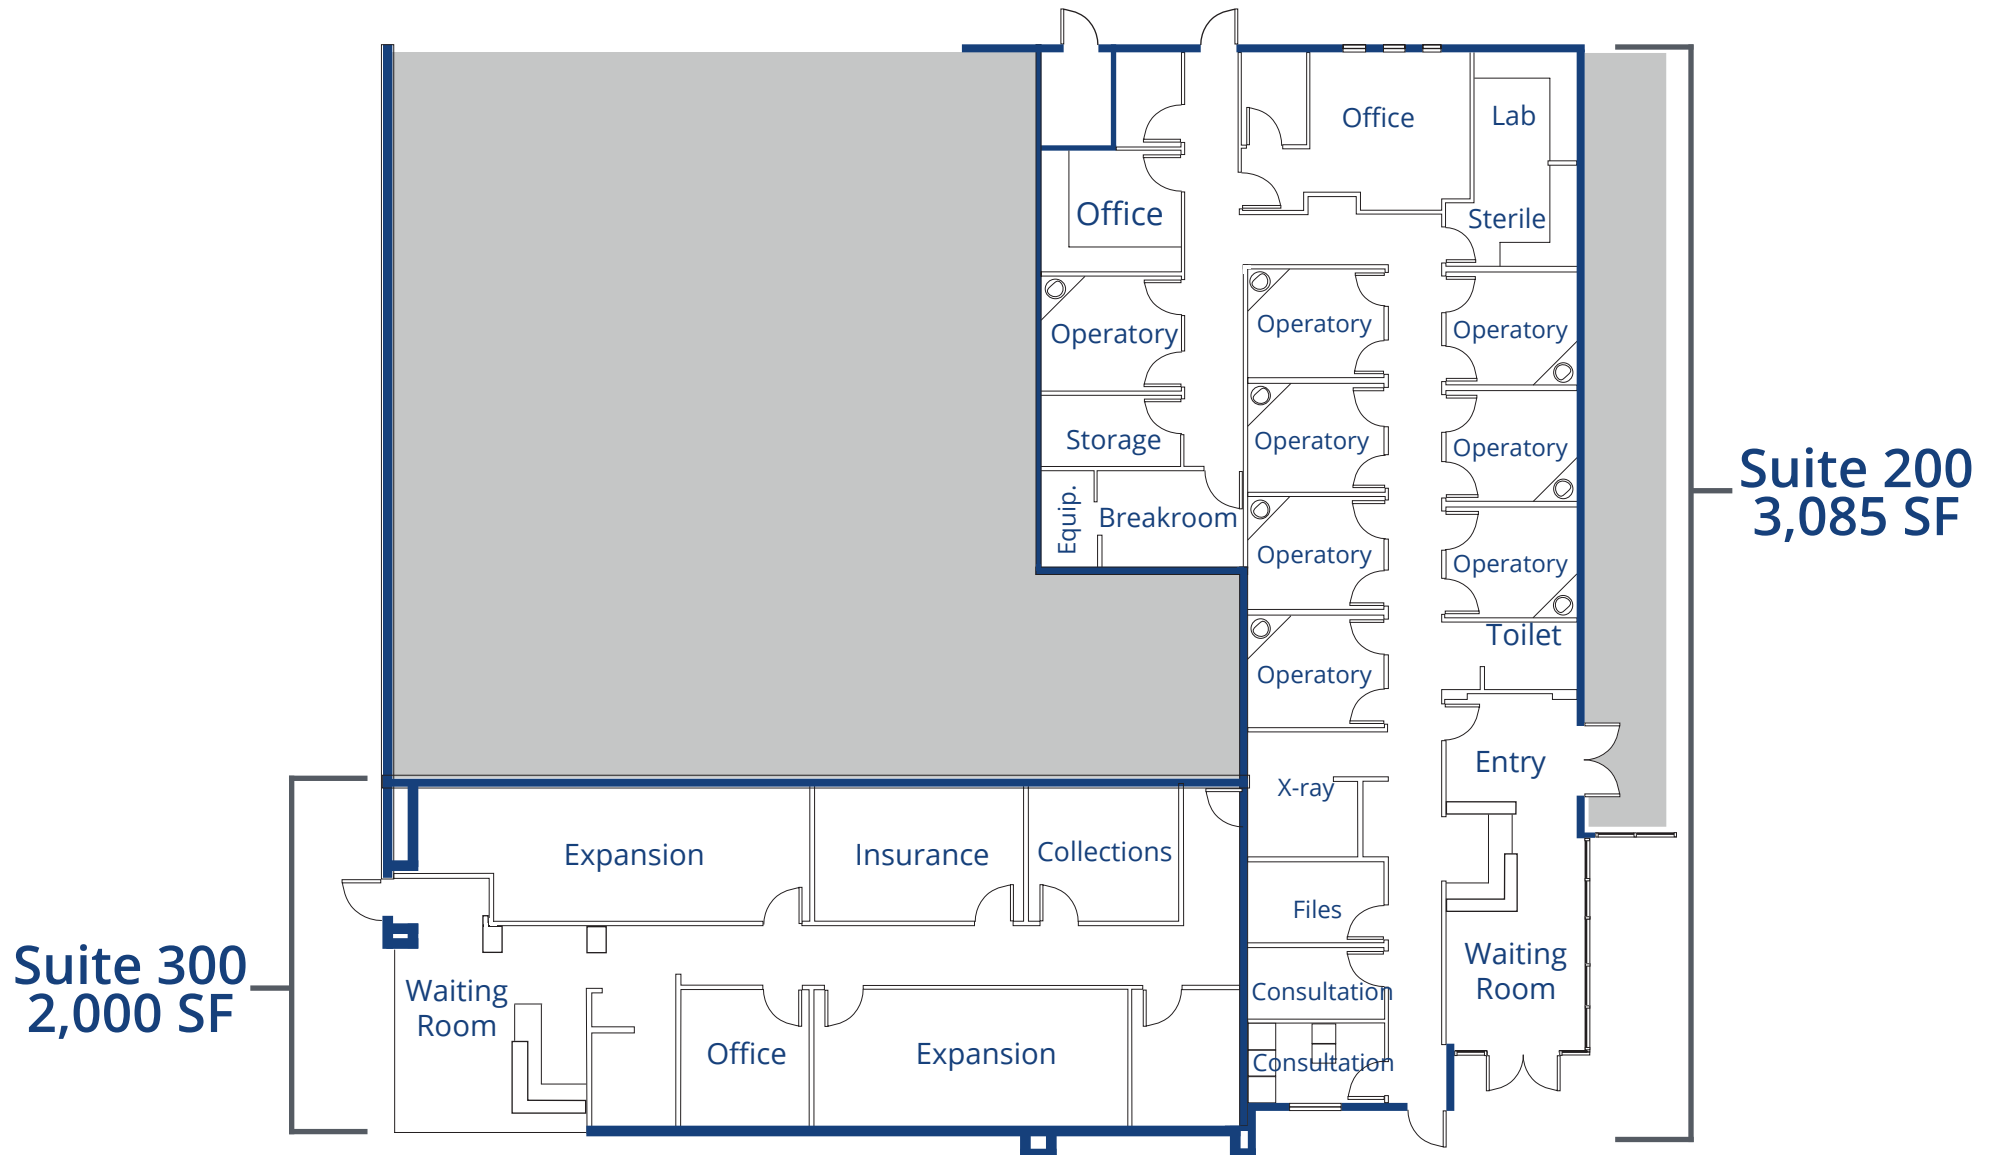 Office
Lab
Office
Sterile
Operatory
Operatory
Operatory
Storage
Operatory
Operatory
Equip.
Breakroom
Operatory
Operatory
Toilet
Operatory
Entry
X-ray
Suite 200
3,085 SF
Expansion
Insurance
Collections
Files
Waiting
Room
Consultation
Consultation
Suite 300
2,000 SF
Waiting
Room
Office
Expansion